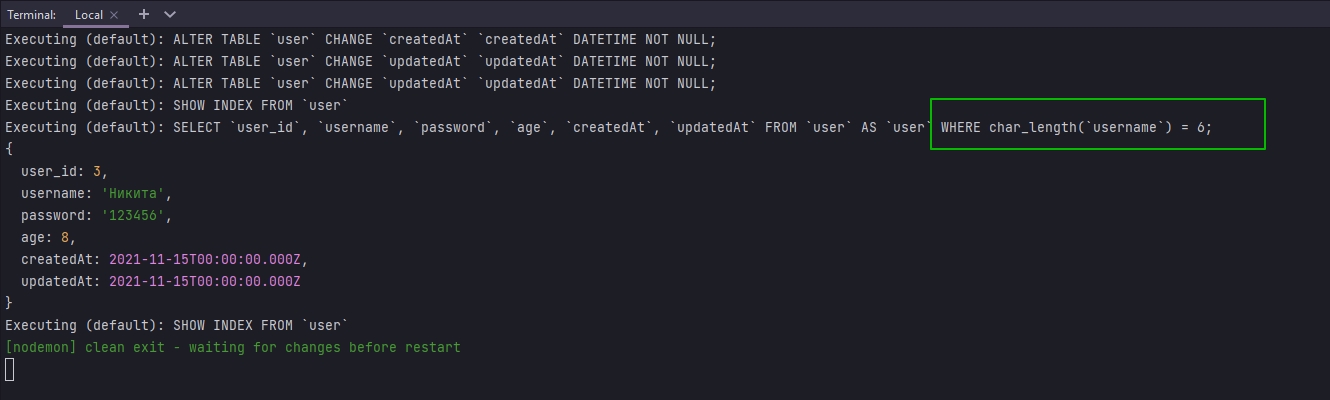 Terminal: Local
Executing (default): ALTER TABLE `user` CHANGE `createdAt` `createdAt` DATETIME NOT NULL;
Executing (default): ALTER TABLE `user` CHANGE `updatedAt` `updatedAt` DATETIME NOT NULL;
Executing (default): ALTER TABLE `user` CHANGE `updatedAt` `updatedAt` DATETIME NOT NULL;
Executing (default): SHOW INDEX FROM `user`
Executing (default): SELECT `user_id`, `username`, `password`, `age`, `createdAt`, `updatedAt` FROM `user` AS `user` WHERE char_length(`username`) = 6;
{
  user_id: 3,
  username: 'Никита',
  password: '123456',
  age: 8,
  createdAt: 2021-11-15T00:00:00.000Z,
  updatedAt: 2021-11-15T00:00:00.000Z
}
Executing (default): SHOW INDEX FROM `user`
[nodemon] clean exit - waiting for changes before restart